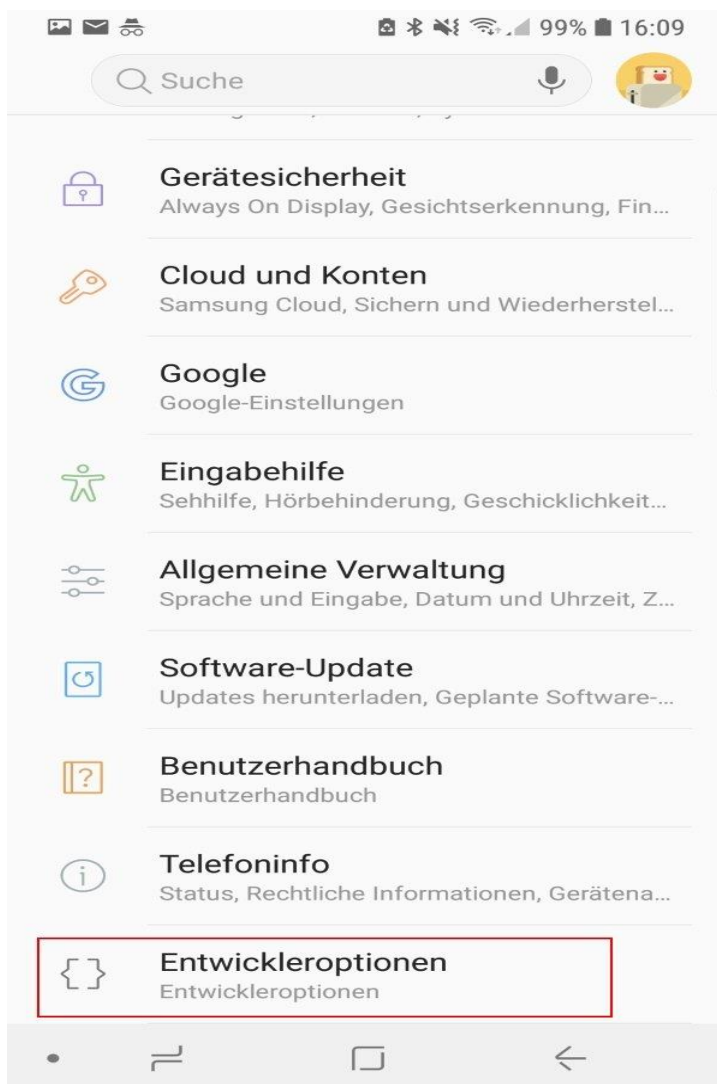 99% 16:09
Suche
Gerätesicherheit
Always On Display, Gesichtserkennung, Fin...
Cloud und Konten
Samsung Cloud, Sichern und Wiederherstel...
Google
Google-Einstellungen
Eingabehilfe
Sehhilfe, Hörbehinderung, Geschicklichkeit...
Allgemeine Verwaltung
Sprache und Eingabe, Datum und Uhrzeit, Z...
Software-Update
Updates herunterladen, Geplante Software-...
Benutzerhandbuch
Benutzerhandbuch
Telefoninfo
Status, Rechtliche Informationen, Gerätena...
Entwickleroptionen
Entwickleroptionen